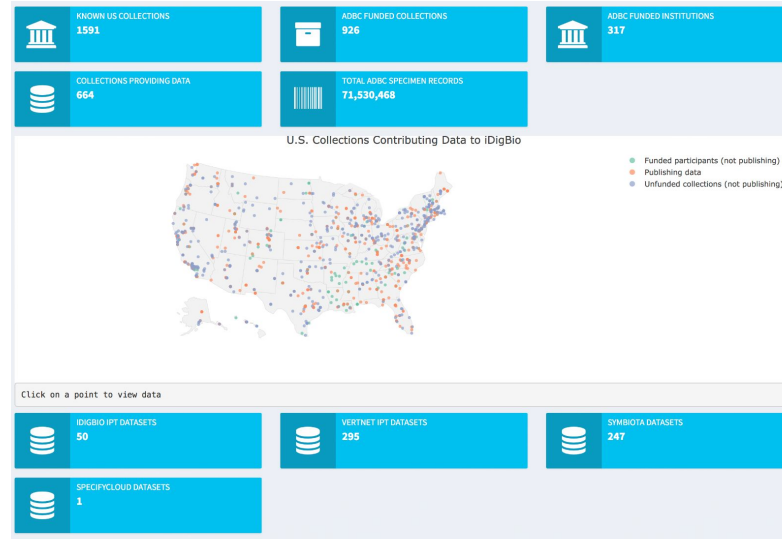 KNOWN US COLLECTIONS
1591
ADBC FUNDED COLLECTIONS
926
ADBC FUNDED INSTITUTIONS
317
COLLECTIONS PROVIDING DATA
664
TOTAL ADBC SPECIMEN RECORDS
71,530,468
U.S. Collections Contributing Data to iDigBio
Funded participants (not publishing)
Publishing data
Unfunded collections (not publishing)
Click on a point to view data
IDIGBIO IPT DATASETS
50
VERTNET IPT DATASETS
295
SYMBIOTA DATASETS
247
SPECIFYCLOUD DATASETS
1